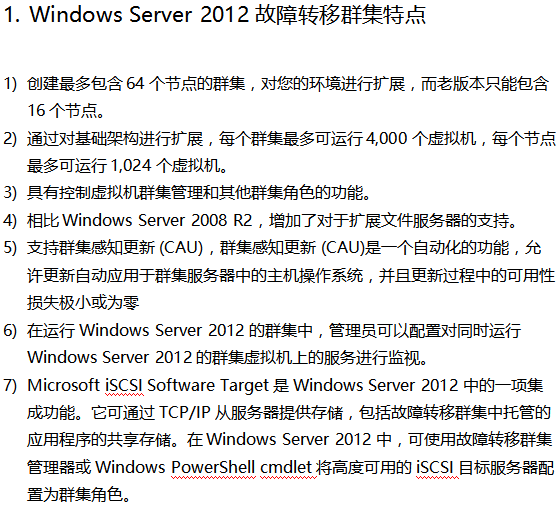 1. Windows Server 2012 故障转移群集特点
1) 创建最多包含 64 个节点的群集，对您的环境进行扩展，而老版本只能包含
16 个节点。
2) 通过对基础架构进行扩展，每个群集最多可运行 4,000 个虚拟机，每个节点
最多可运行 1,024 个虚拟机。
3) 具有控制虚拟机群集管理和其他群集角色的功能。
4) 相比 Windows Server 2008 R2，增加了对于扩展文件服务器的支持。
5) 支持群集感知更新 (CAU)，群集感知更新 (CAU)是一个自动化的功能，允
许更新自动应用于群集服务器中的主机操作系统，并且更新过程中的可用性
损失极小或为零
6) 在运行 Windows Server 2012 的群集中，管理员可以配置对同时运行
Windows Server 2012 的群集虚拟机上的服务进行监视。
7) Microsoft iSCSI Software Target 是 Windows Server 2012 中的一项集
成功能。它可通过 TCP/IP 从服务器提供存储，包括故障转移群集中托管的
应用程序的共享存储。在 Windows Server 2012 中，可使用故障转移群集
管理器或 Windows PowerShell cmdlet 将高度可用的 iSCSI 目标服务器配
置为群集角色。